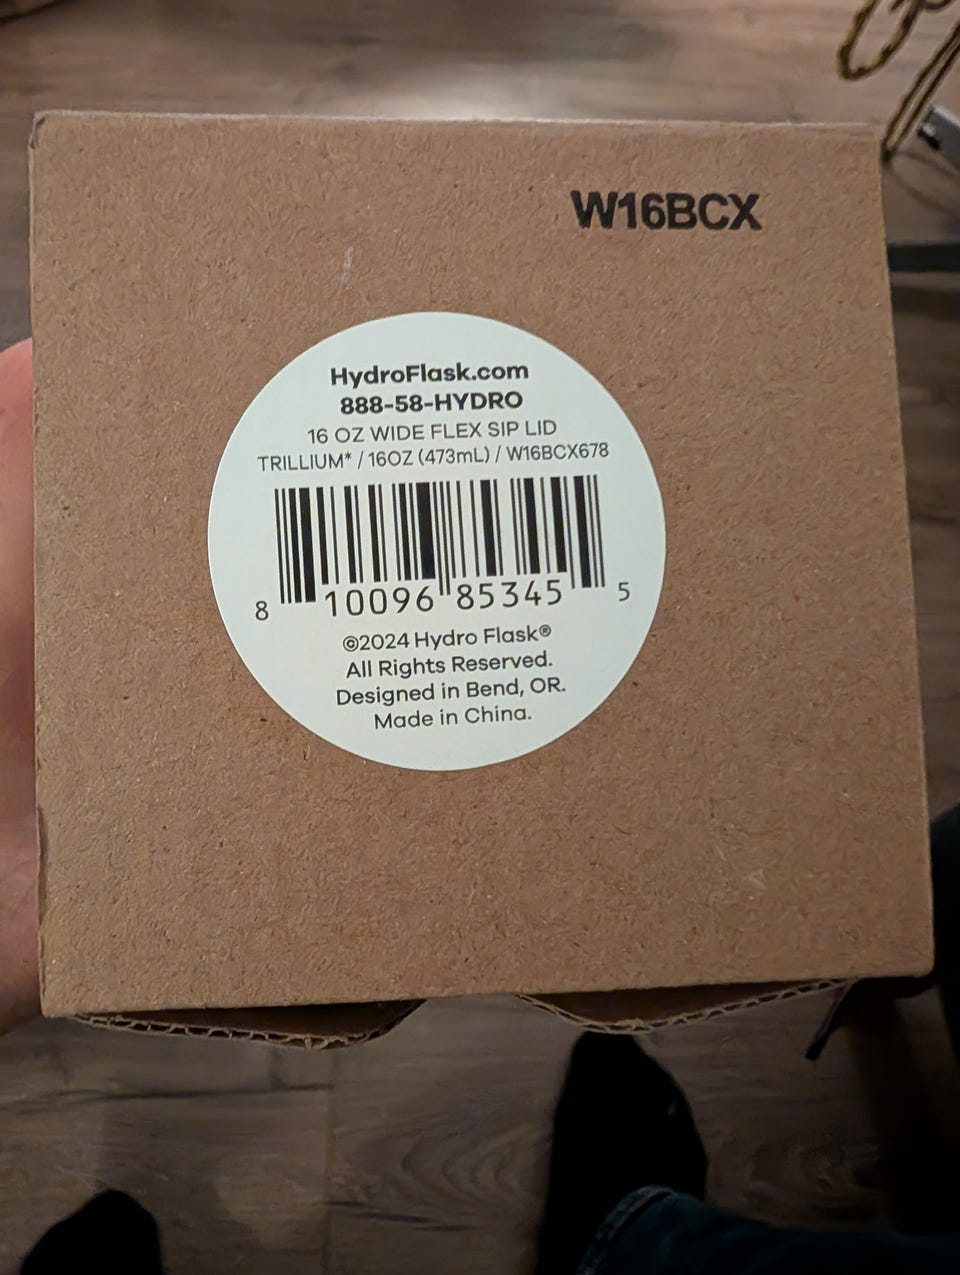 W16BCX
HydroFlask.com
888-58-HYDRO
16 OZ WIDE FLEX SIP LID
TRILLIUM* / 16OZ (473mL) / W16BCX678
8 10096 85345 5
©2024 Hydro Flask®
All Rights Reserved.
Designed in Bend, OR.
Made in China.